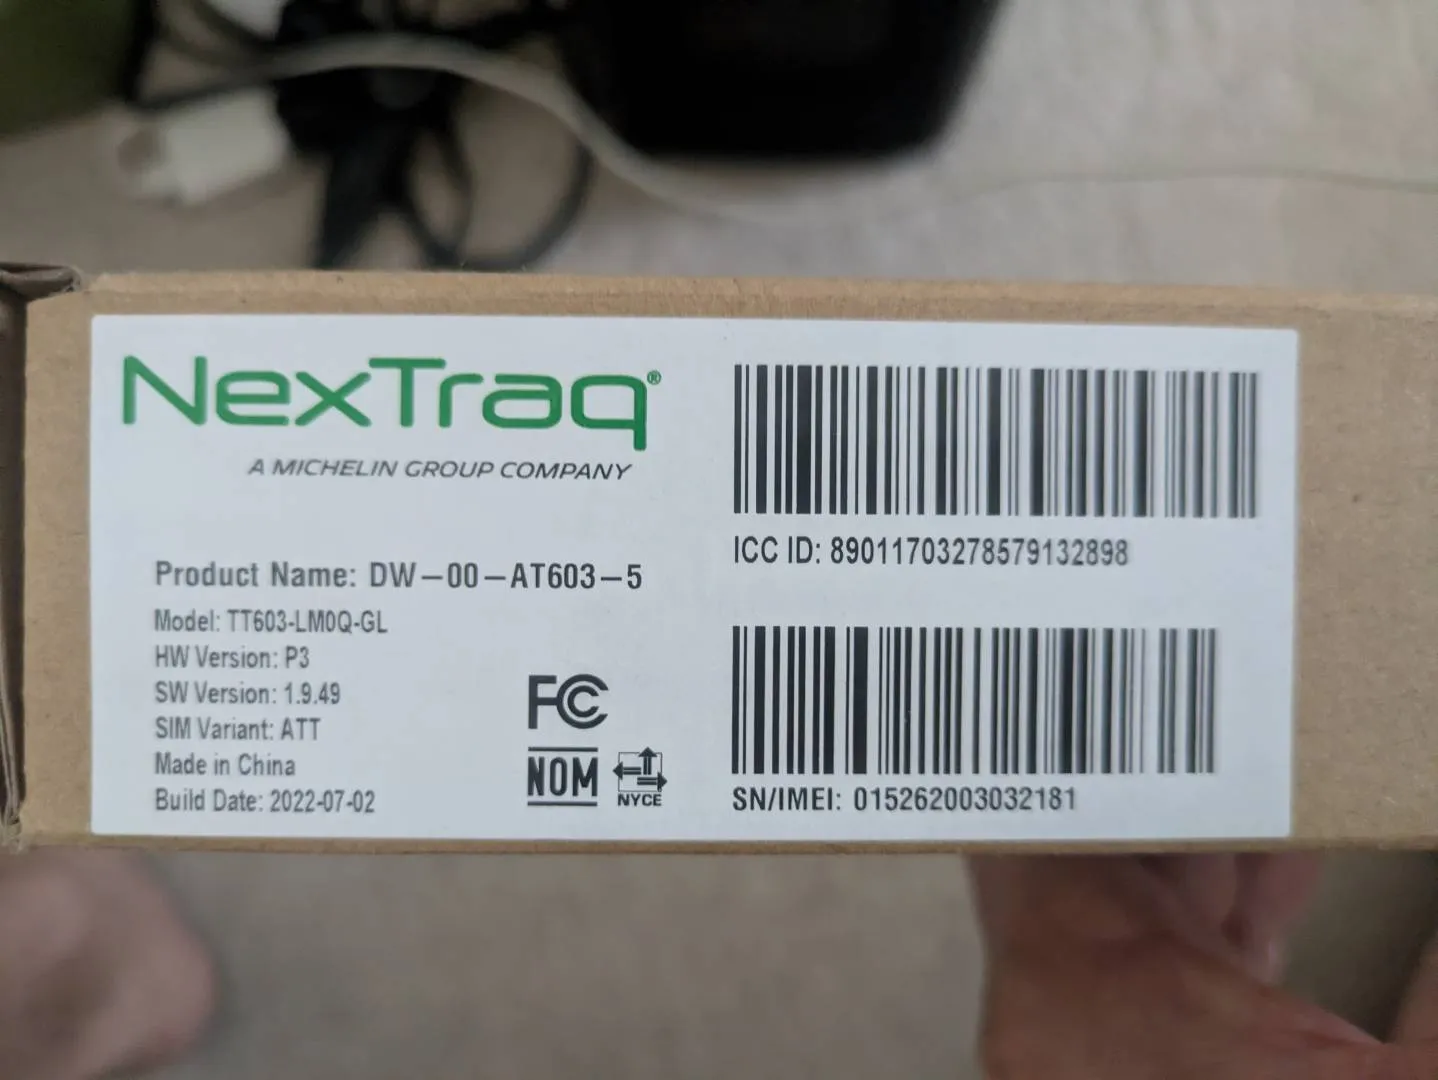 NexTraq®
A MICHELIN GROUP COMPANY
Product Name: DW-00-AT603-5
Model: TT603-LM0Q-GL
HW Version: P3
SW Version: 1.9.49
SIM Variant: ATT
Made in China
Build Date: 2022-07-02
FC
NOM
NYCE
ICC ID: 89011703278579132898
SN/IMEI: 015262003032181